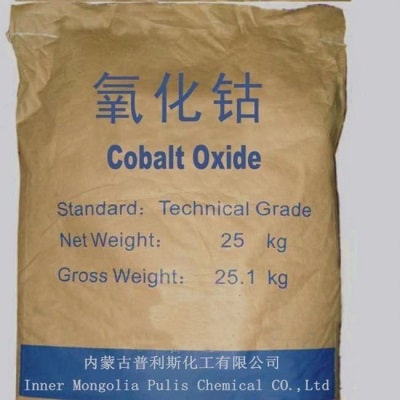 氧化钴
Cobalt Oxide
Standard: Technical Grade
Net Weight: 25 kg
Gross Weight: 25.1 kg
内蒙古普利斯化工有限公司
Inner Mongolia Pulis Chemical CO.,Ltd